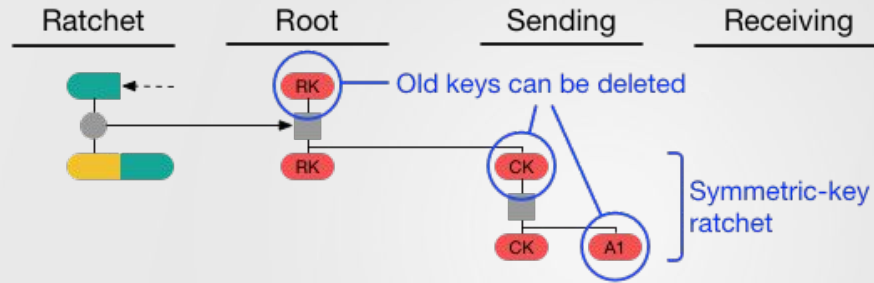 Ratchet
Root
Sending
Receiving
RK
Old keys can be deleted
RK
CK
Symmetric-key
ratchet
CK
A1